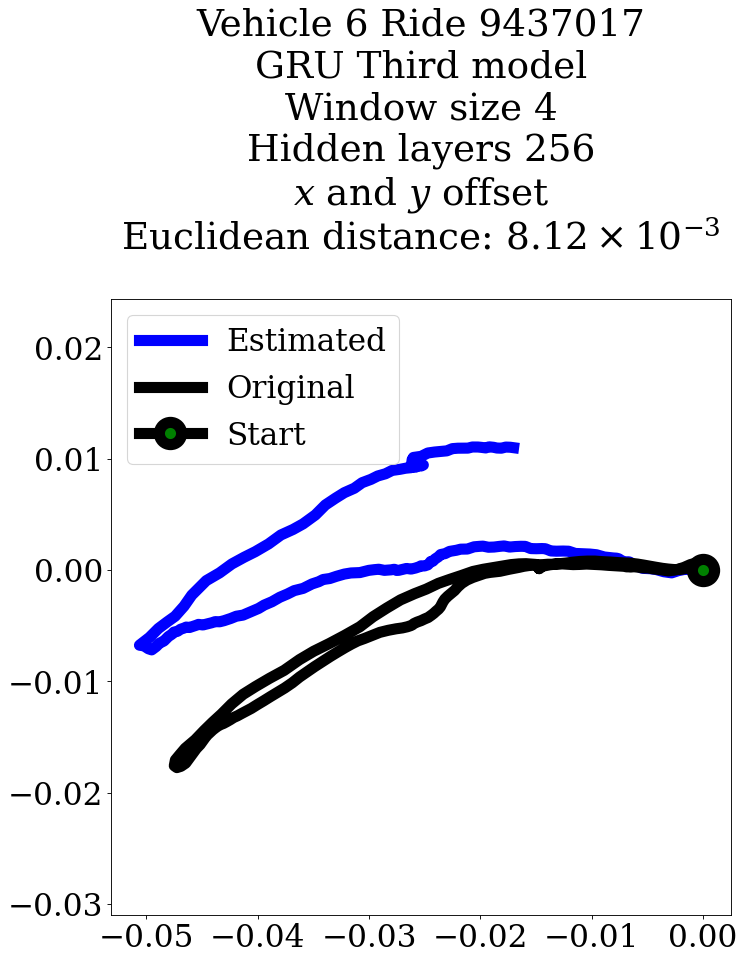 Vehicle 6 Ride 9437017
GRU Third model
Window size 4
Hidden layers 256
x and y offset
Euclidean distance: 8.12 × 10⁻³
Estimated
Original
Start
0.02
0.01
0.00
−0.01
−0.02
−0.03
−0.05 −0.04 −0.03 −0.02 −0.01 0.00